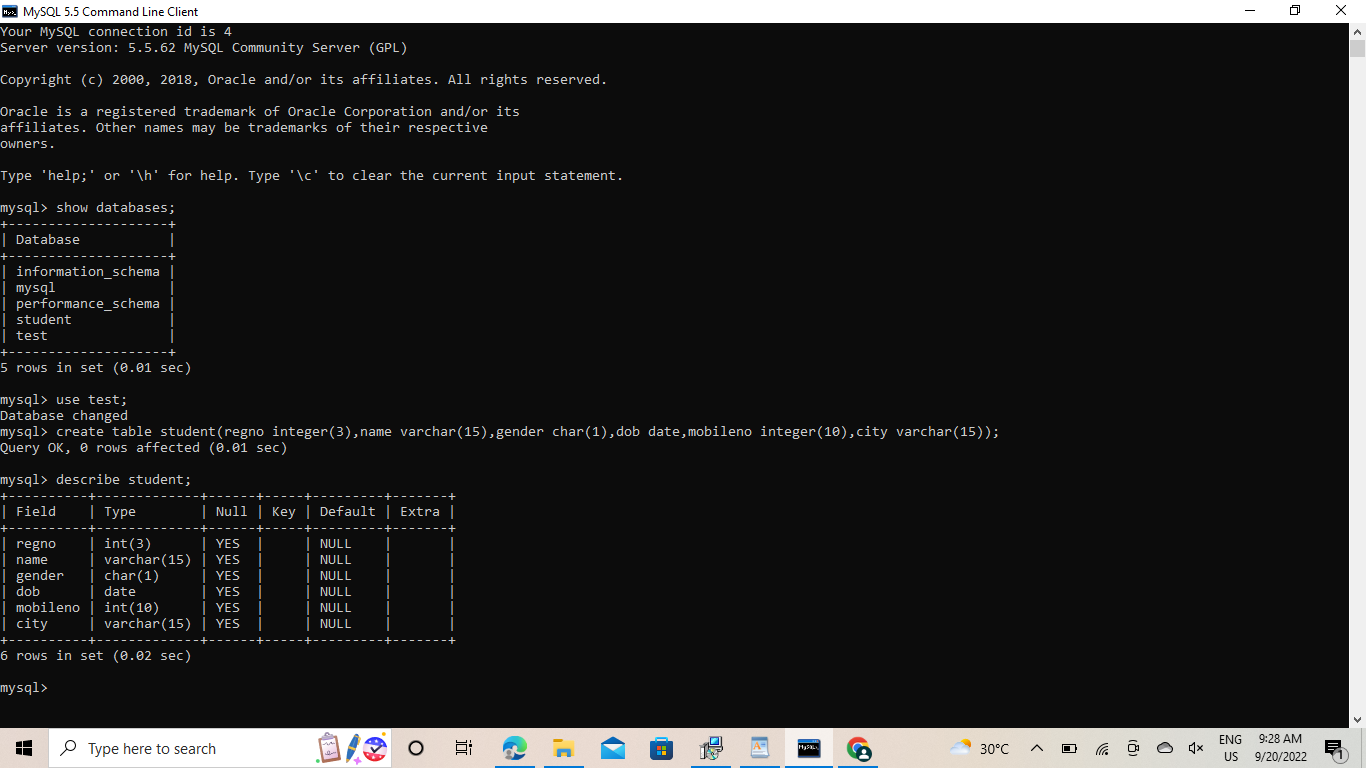 MySQL 5.5 Command Line Client
Your MySQL connection id is 4
Server version: 5.5.62 MySQL Community Server (GPL)
Copyright (c) 2000, 2018, Oracle and/or its affiliates. All rights reserved.
Oracle is a registered trademark of Oracle Corporation and/or its
affiliates. Other names may be trademarks of their respective
owners.
Type 'help;' or '\h' for help. Type '\c' to clear the current input statement.
mysql> show databases;
+--------------------+
| Database           |
+--------------------+
| information_schema |
| mysql              |
| performance_schema |
| student            |
| test               |
+--------------------+
5 rows in set (0.01 sec)
mysql> use test;
Database changed
mysql> create table student(regno integer(3),name varchar(15),gender char(1),dob date,mobileno integer(10),city varchar(15));
Query OK, 0 rows affected (0.01 sec)
mysql> describe student;
+----------+-------------+------+-----+---------+-------+
| Field    | Type        | Null | Key | Default | Extra |
+----------+-------------+------+-----+---------+-------+
| regno    | int(3)      | YES  |     | NULL    |       |
| name     | varchar(15) | YES  |     | NULL    |       |
| gender   | char(1)     | YES  |     | NULL    |       |
| dob      | date        | YES  |     | NULL    |       |
| mobileno | int(10)     | YES  |     | NULL    |       |
| city     | varchar(15) | YES  |     | NULL    |       |
+----------+-------------+------+-----+---------+-------+
6 rows in set (0.02 sec)
mysql>
Type here to search
30°C
ENG
US
9:28 AM
9/20/2022
1